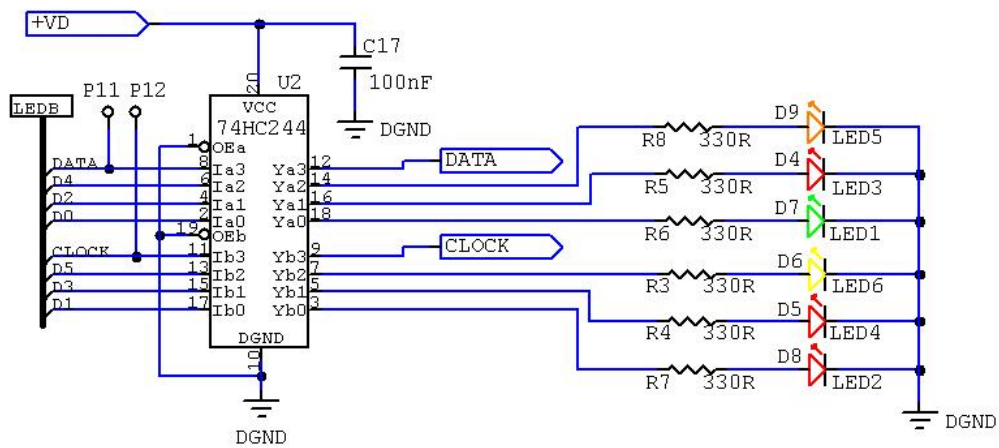 +VD
C17
100nF
DGND
P11 P12
LEDB
U2
20
VCC
74HC244
1 OEa
DATA 8 Ia3 Ya3 12 DATA
D4 6 Ia2 Ya2 14
D2 4 Ia1 Ya1 16
D0 2 Ia0 Ya0 18
19 OEb
CLOCK 11 Ib3 Yb3 9 CLOCK
D5 13 Ib2 Yb2 7
D3 15 Ib1 Yb1 5
D1 17 Ib0 Yb0 3
DGND
10
DGND
D9
R8 330R LED5
D4
R5 330R LED3
D7
R6 330R LED1
D6
R3 330R LED6
D5
R4 330R LED4
D8
R7 330R LED2
DGND